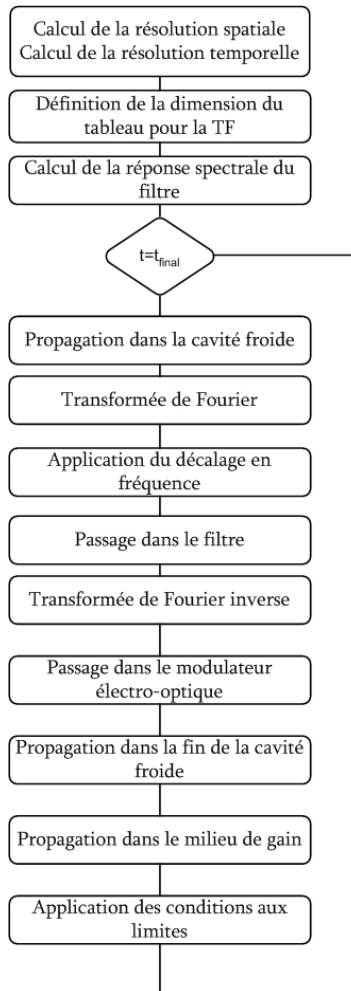 Calcul de la résolution spatiale
Calcul de la résolution temporelle
Définition de la dimension du
tableau pour la TF
Calcul de la réponse spectrale du
filtre
t=t_final
Propagation dans la cavité froide
Transformée de Fourier
Application du décalage en
fréquence
Passage dans le filtre
Transformée de Fourier inverse
Passage dans le modulateur
électro-optique
Propagation dans la fin de la cavité
froide
Propagation dans le milieu de gain
Application des conditions aux
limites